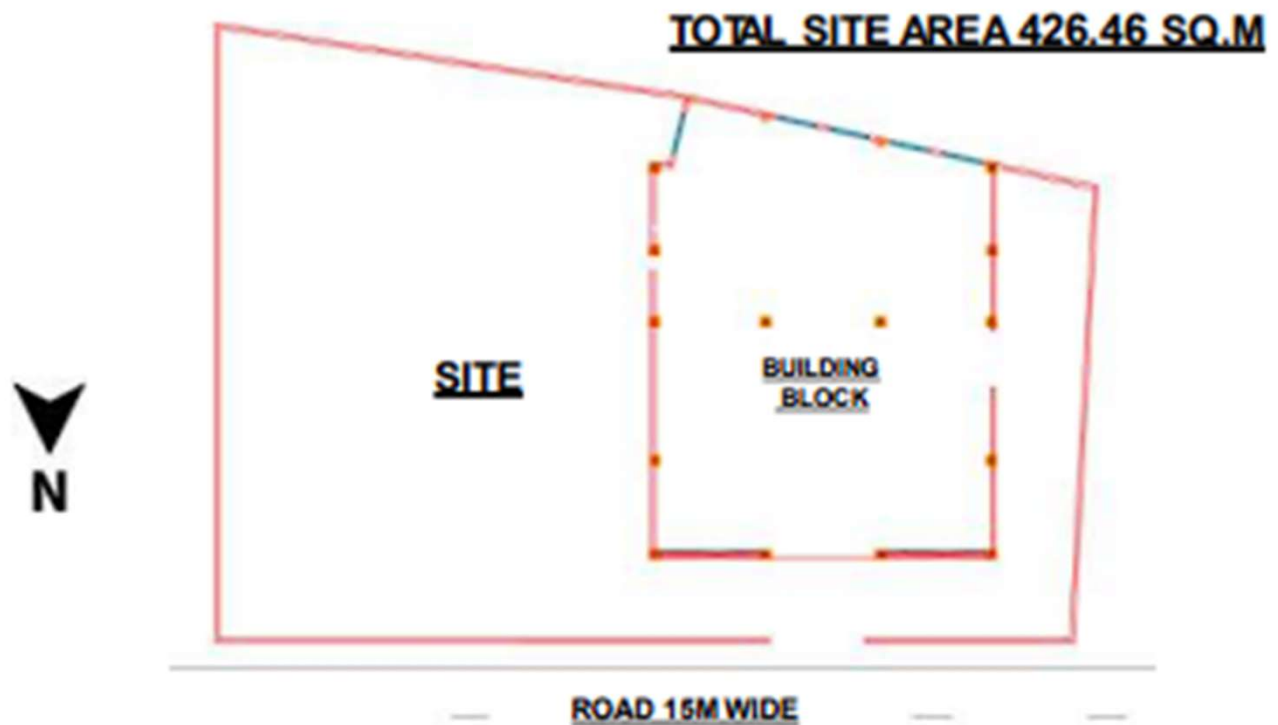 TOTAL SITE AREA 426.46 SQ.M
SITE
BUILDING
BLOCK
N
ROAD 15M WIDE